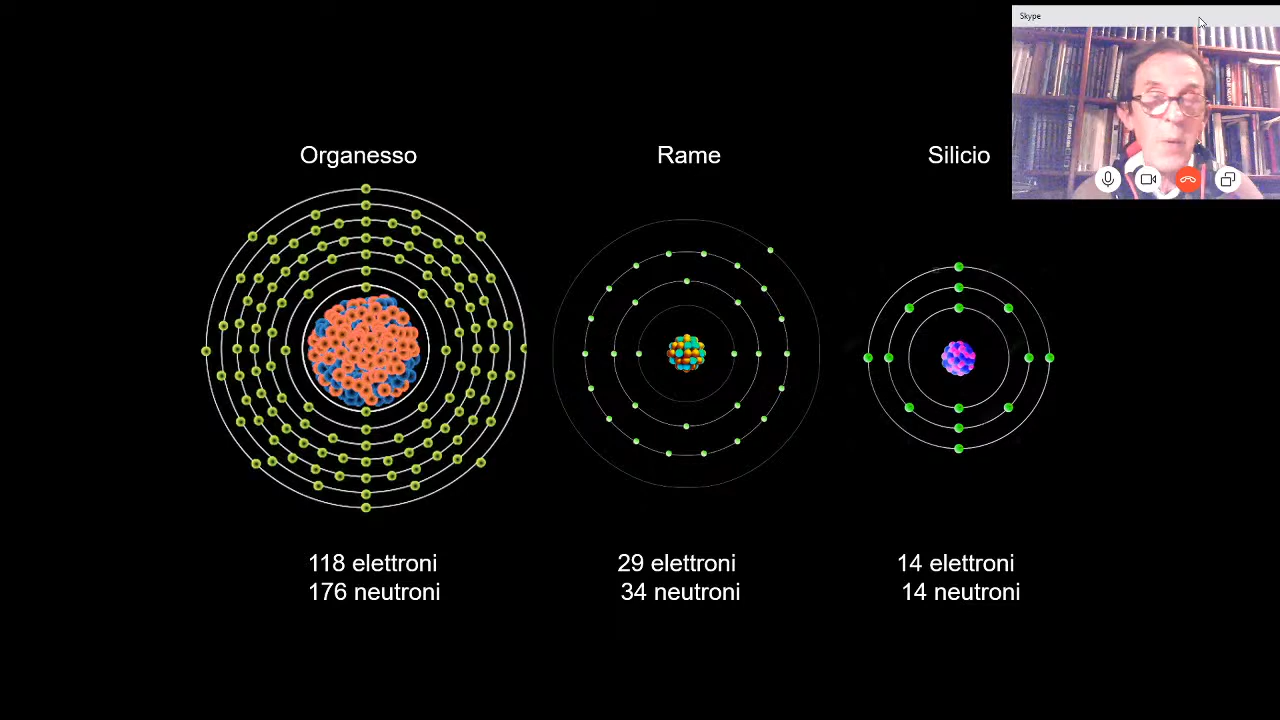 Skype
Organesso
Rame
Silicio
118 elettroni
176 neutroni
29 elettroni
34 neutroni
14 elettroni
14 neutroni